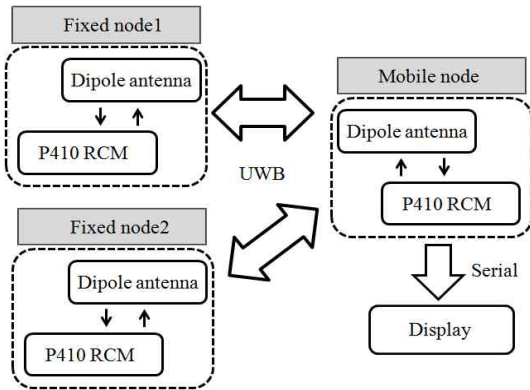 Fixed node1
Dipole antenna
P410 RCM
Fixed node2
Dipole antenna
P410 RCM
UWB
Mobile node
Dipole antenna
P410 RCM
Serial
Display